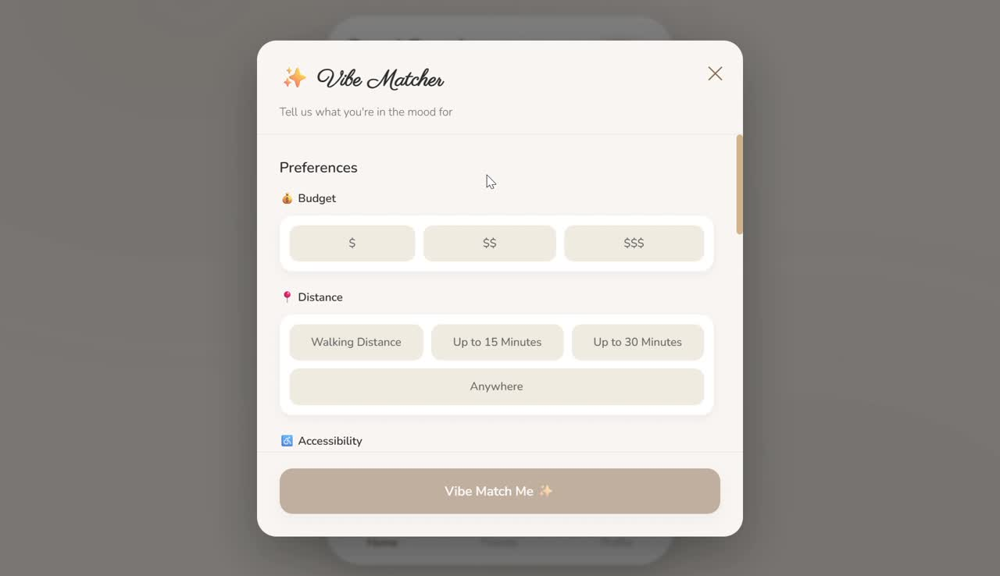 Vibe Matcher
Tell us what you're in the mood for
Preferences
Budget
$ $$ $$$
Distance
Walking Distance Up to 15 Minutes Up to 30 Minutes
Anywhere
Accessibility
Vibe Match Me
Home